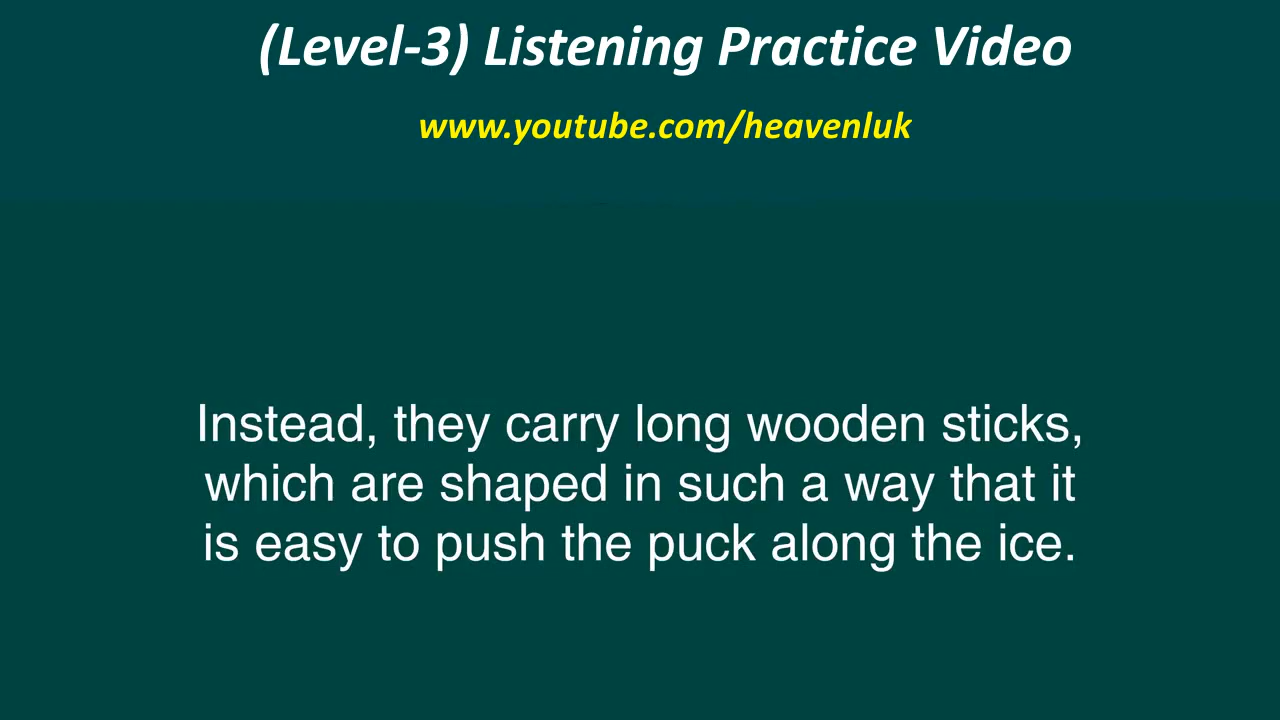 (Level-3) Listening Practice Video
www.youtube.com/heavenluk
Instead, they carry long wooden sticks,
which are shaped in such a way that it
is easy to push the puck along the ice.